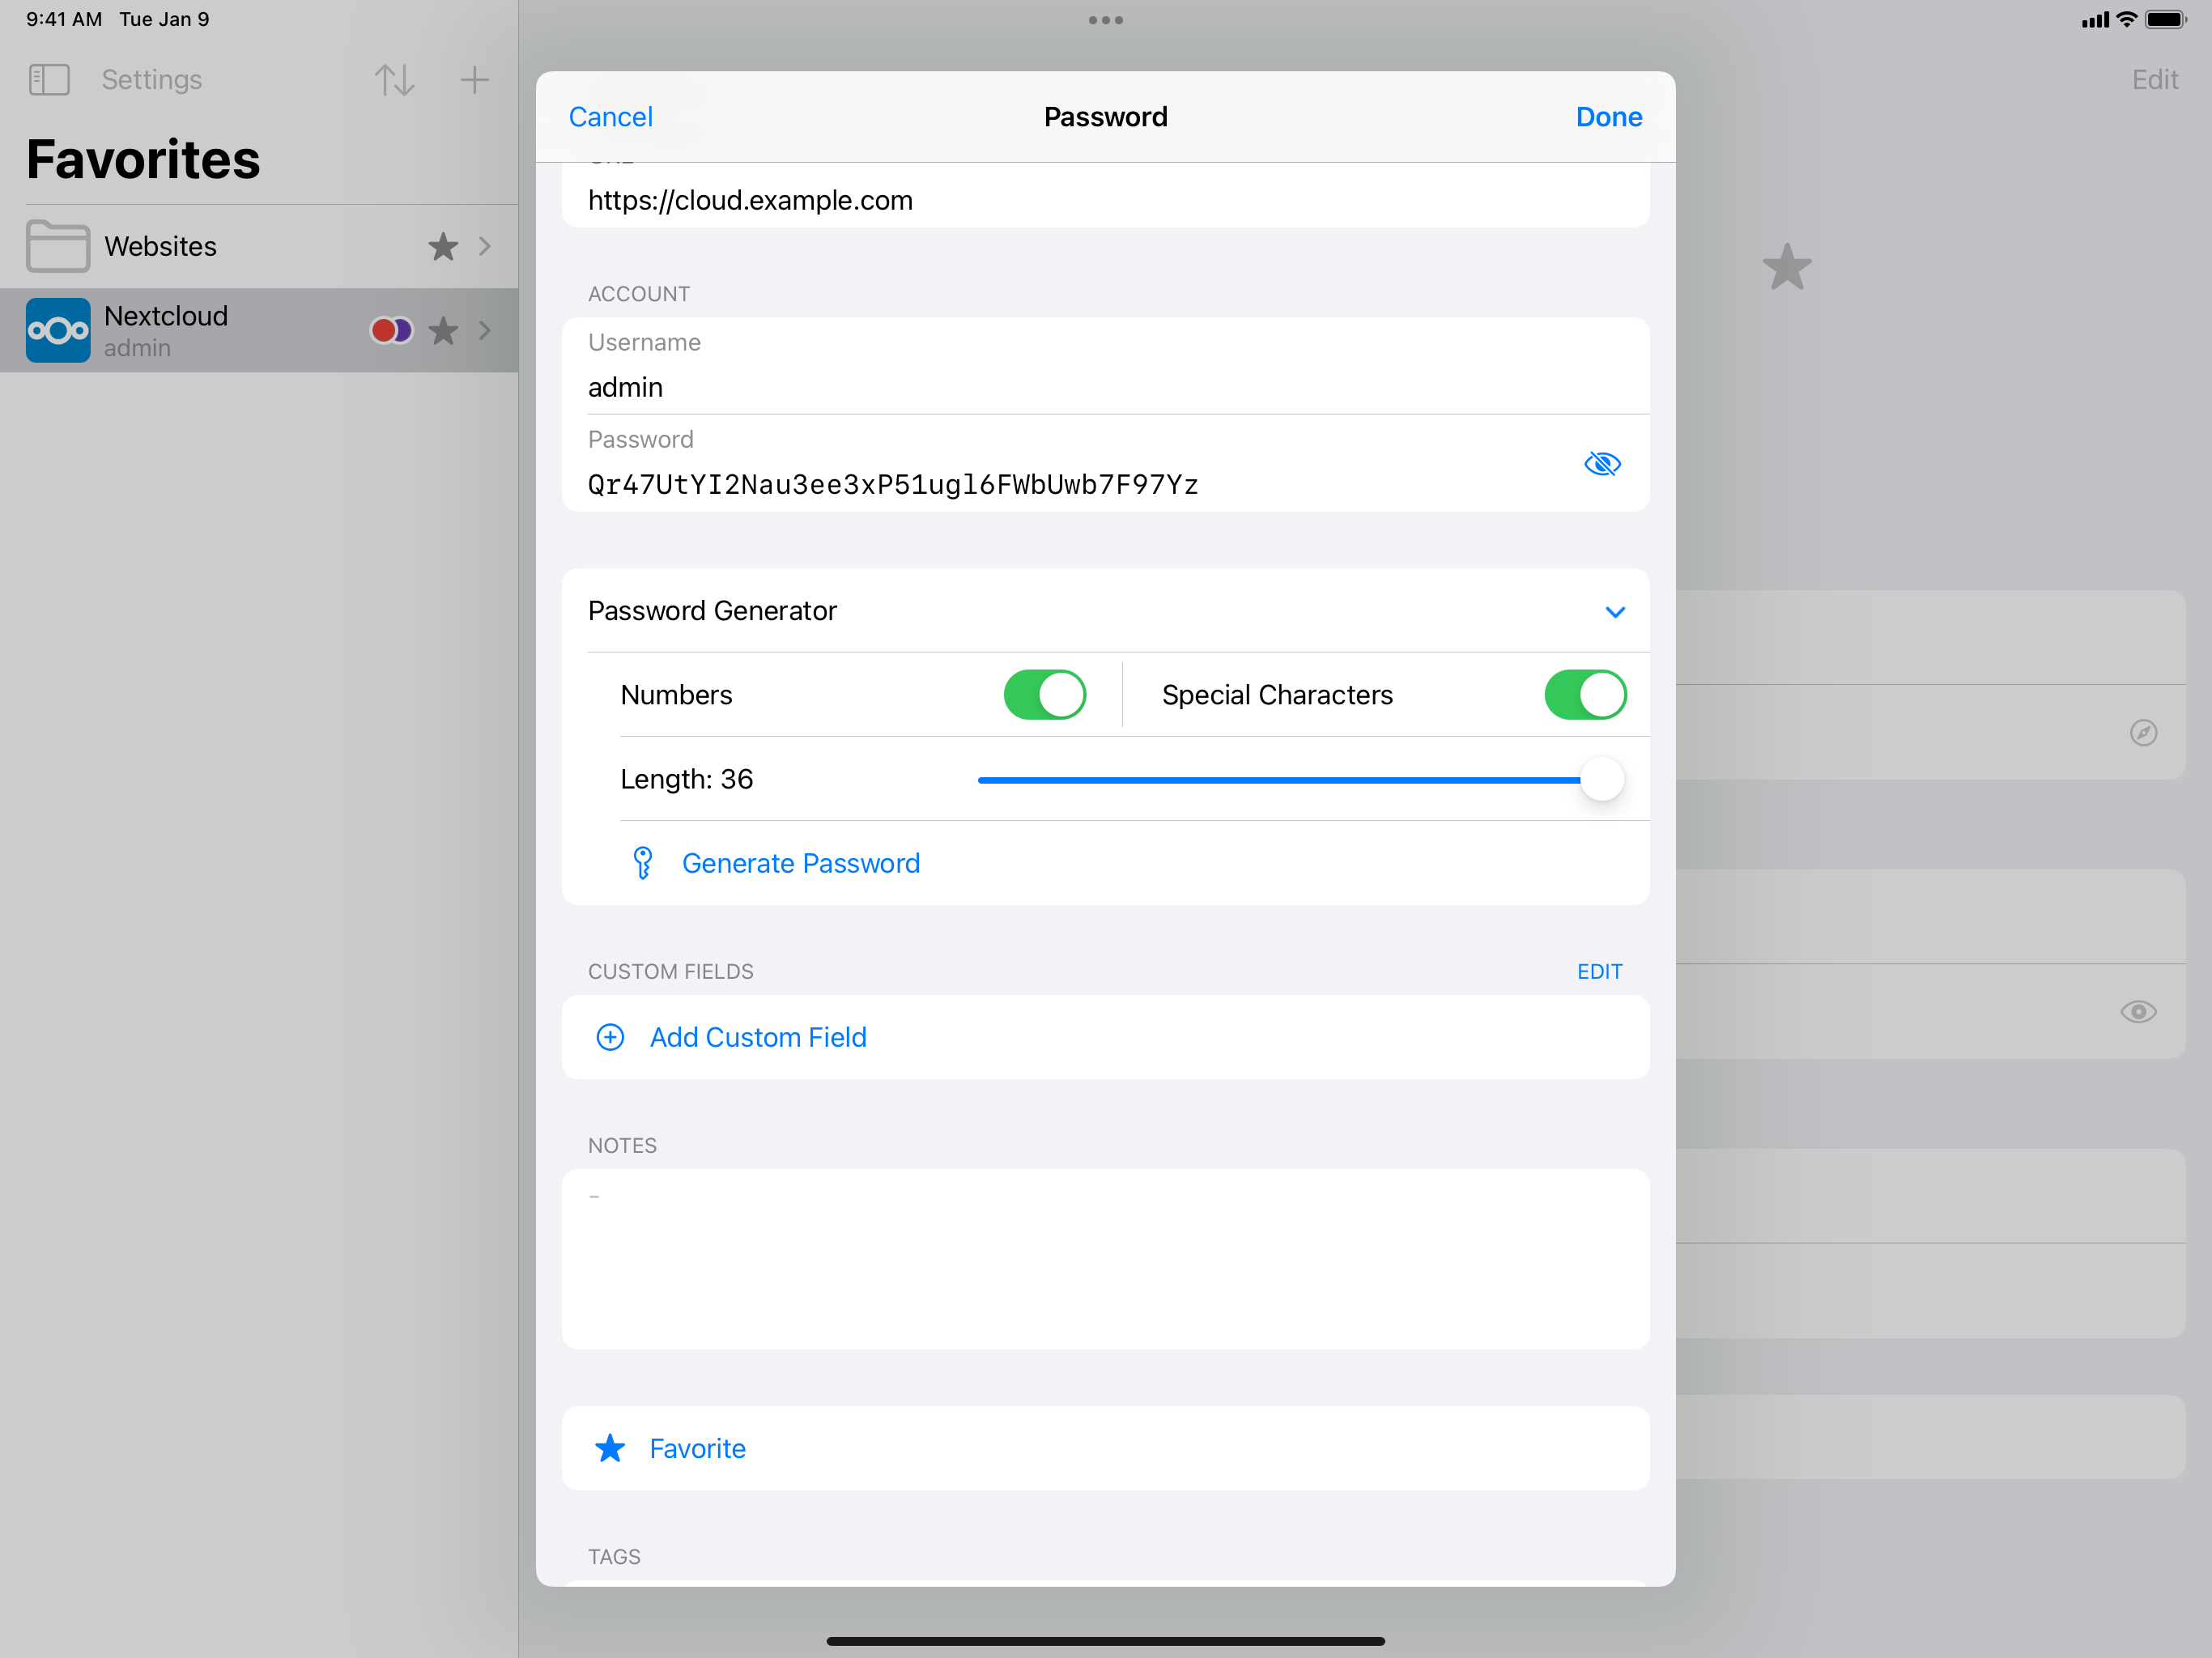 9:41 AM Tue Jan 9
Settings
Edit
Favorites
Websites
Nextcloud
admin
Cancel
Password
Done
https://cloud.example.com
ACCOUNT
Username
admin
Password
Qr47UtYI2Nau3ee3xP51ugl6FWbUwb7F97Yz
Password Generator
Numbers
Special Characters
Length: 36
Generate Password
CUSTOM FIELDS
EDIT
Add Custom Field
NOTES
-
Favorite
TAGS